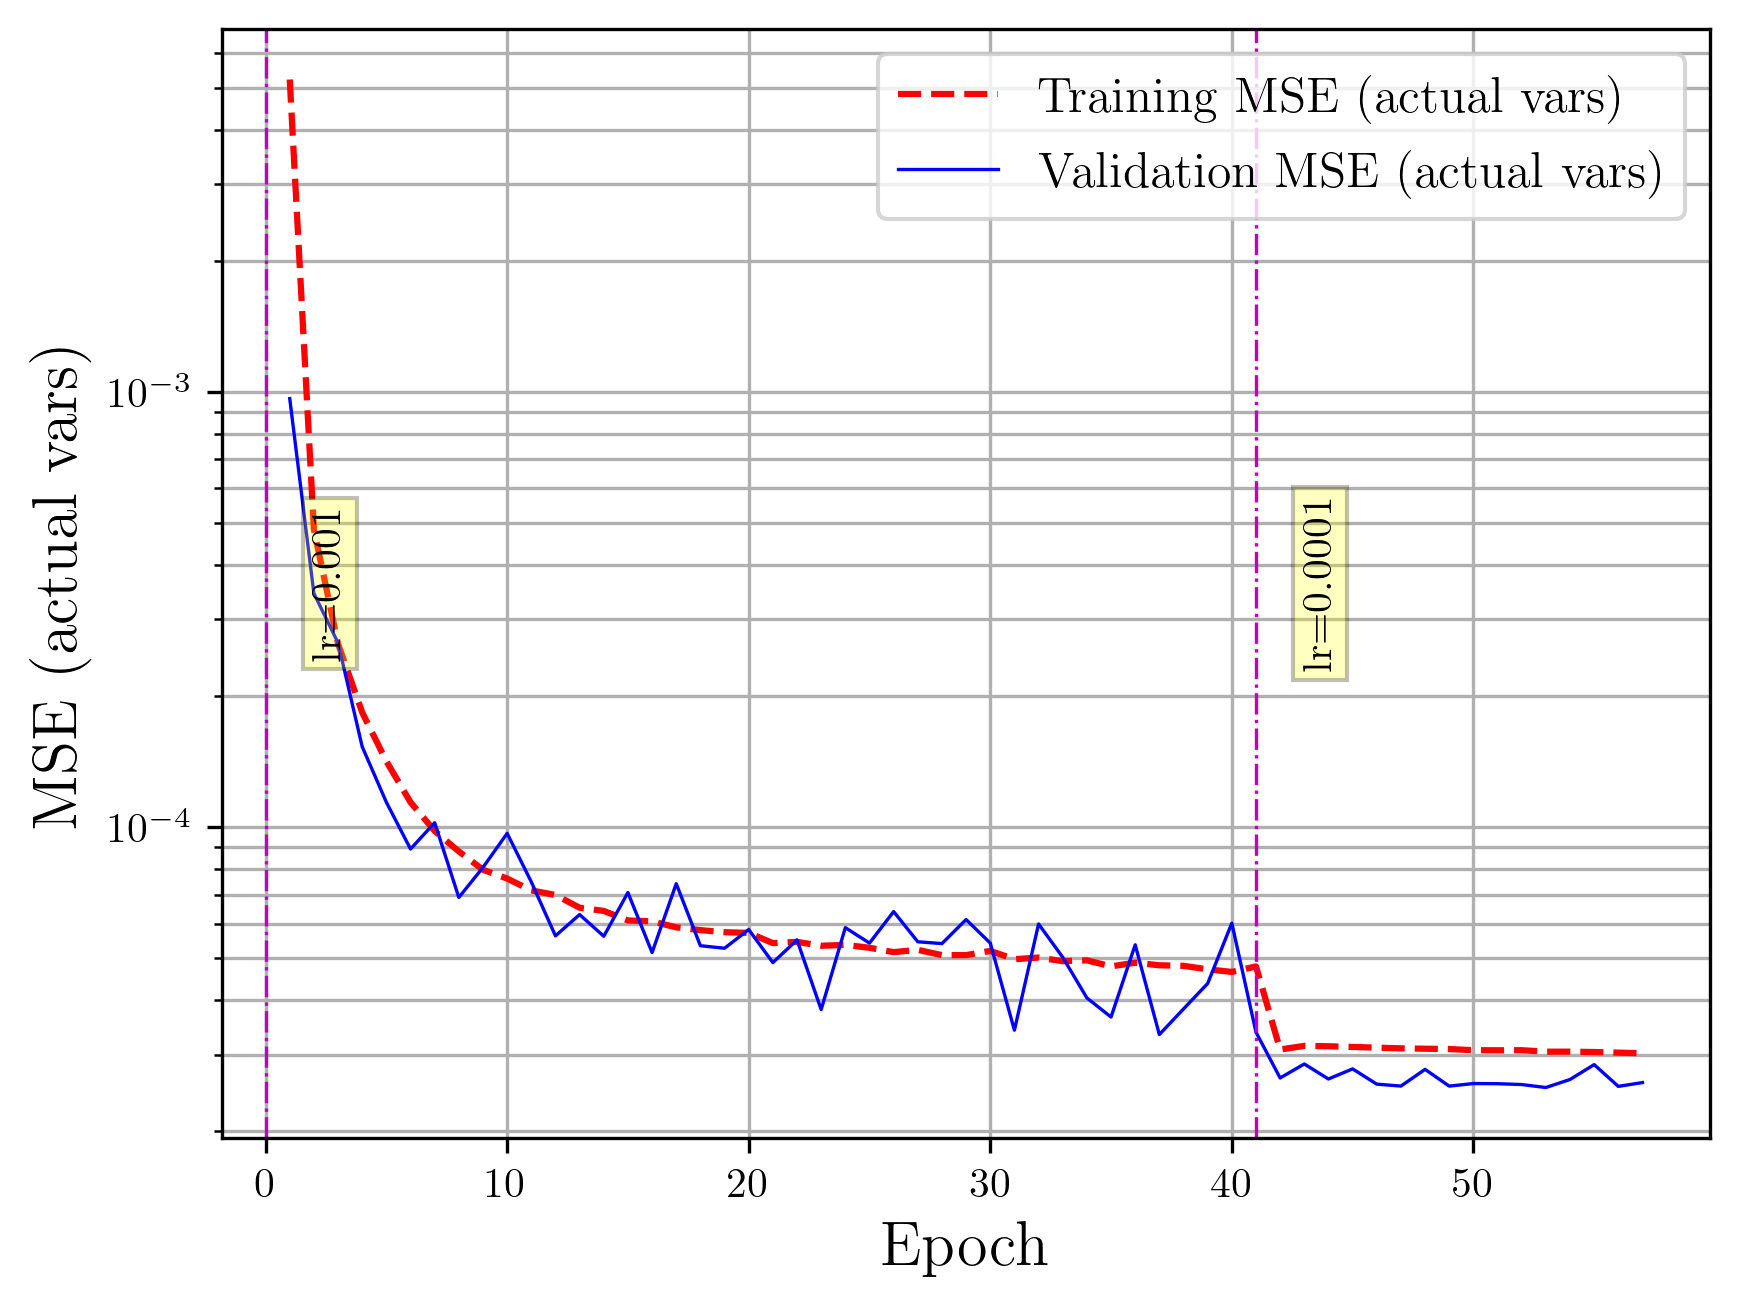 Training MSE (actual vars)
Validation MSE (actual vars)
MSE (actual vars)
10⁻³
10⁻⁴
lr=0.001
lr=0.0001
0 10 20 30 40 50
Epoch